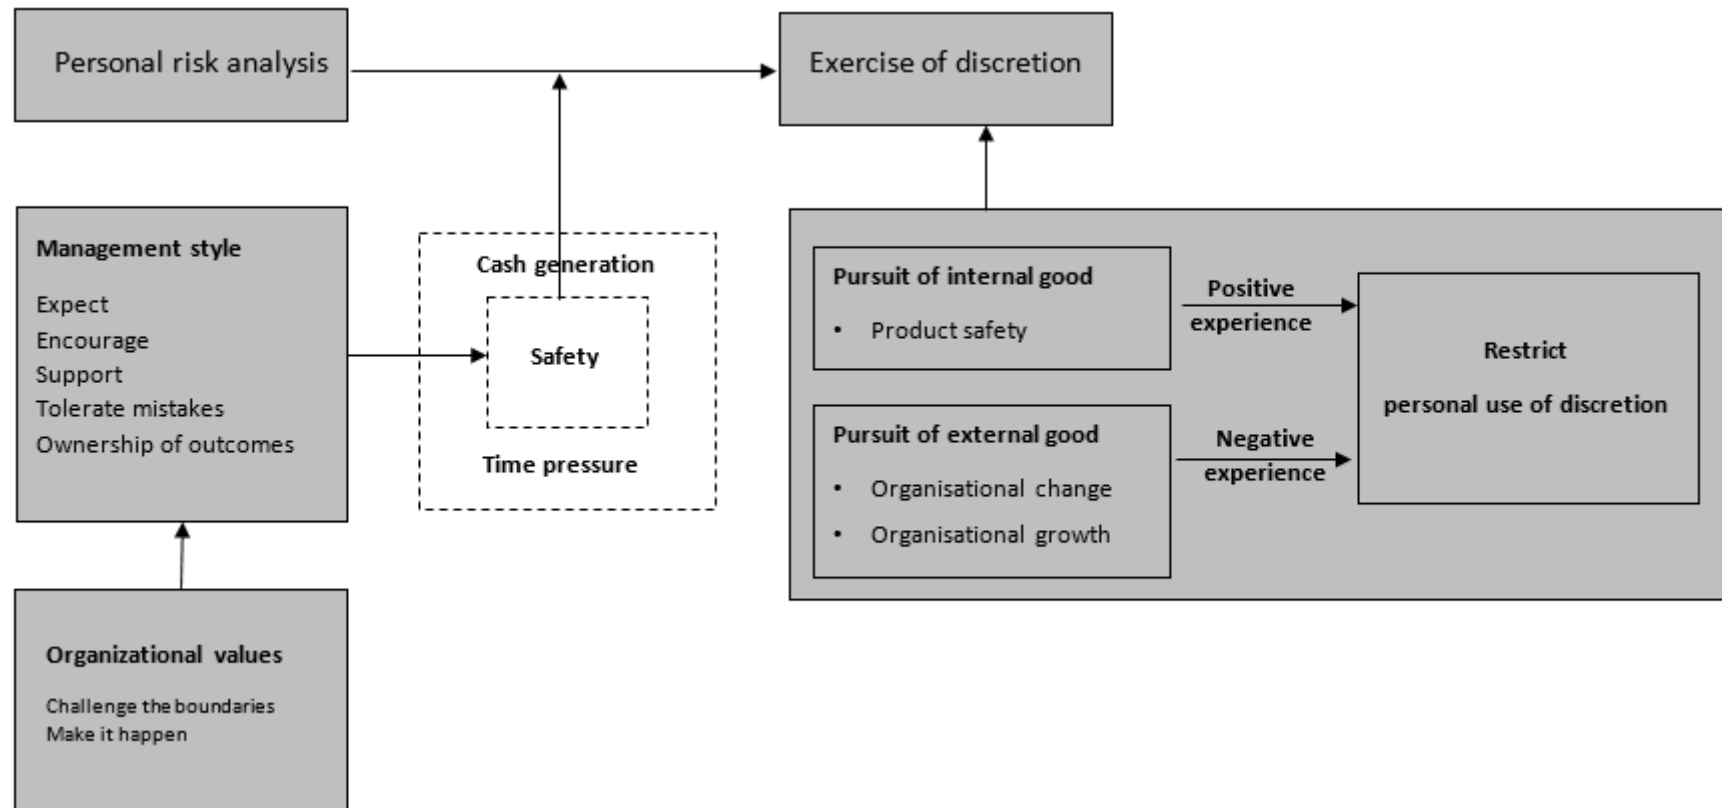 Personal risk analysis
Exercise of discretion
Management style
Expect
Encourage
Support
Tolerate mistakes
Ownership of outcomes
Cash generation
Safety
Time pressure
Pursuit of internal good
• Product safety
Positive
experience
Pursuit of external good
• Organisational change
• Organisational growth
Negative
experience
Restrict
personal use of discretion
Organizational values
Challenge the boundaries
Make it happen